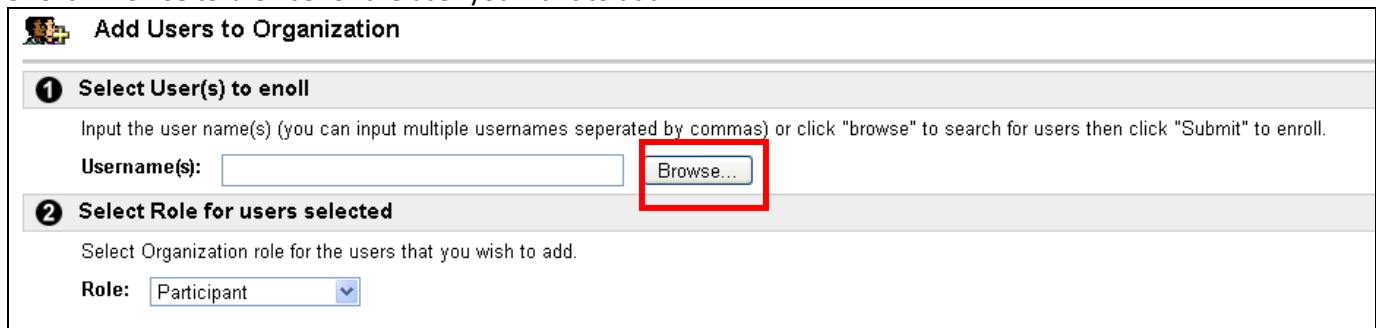 Add Users to Organization
1 Select User(s) to enoll
Input the user name(s) (you can input multiple usernames seperated by commas) or click "browse" to search for users then click "Submit" to enroll.
Username(s): Browse...
2 Select Role for users selected
Select Organization role for the users that you wish to add.
Role: Participant